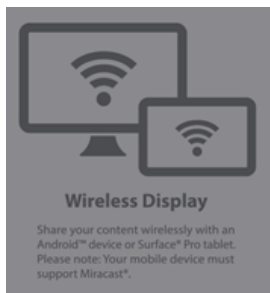 Wireless Display
Share your content wirelessly with an
Android™ device or Surface® Pro tablet.
Please note: Your mobile device must
support Miracast®.